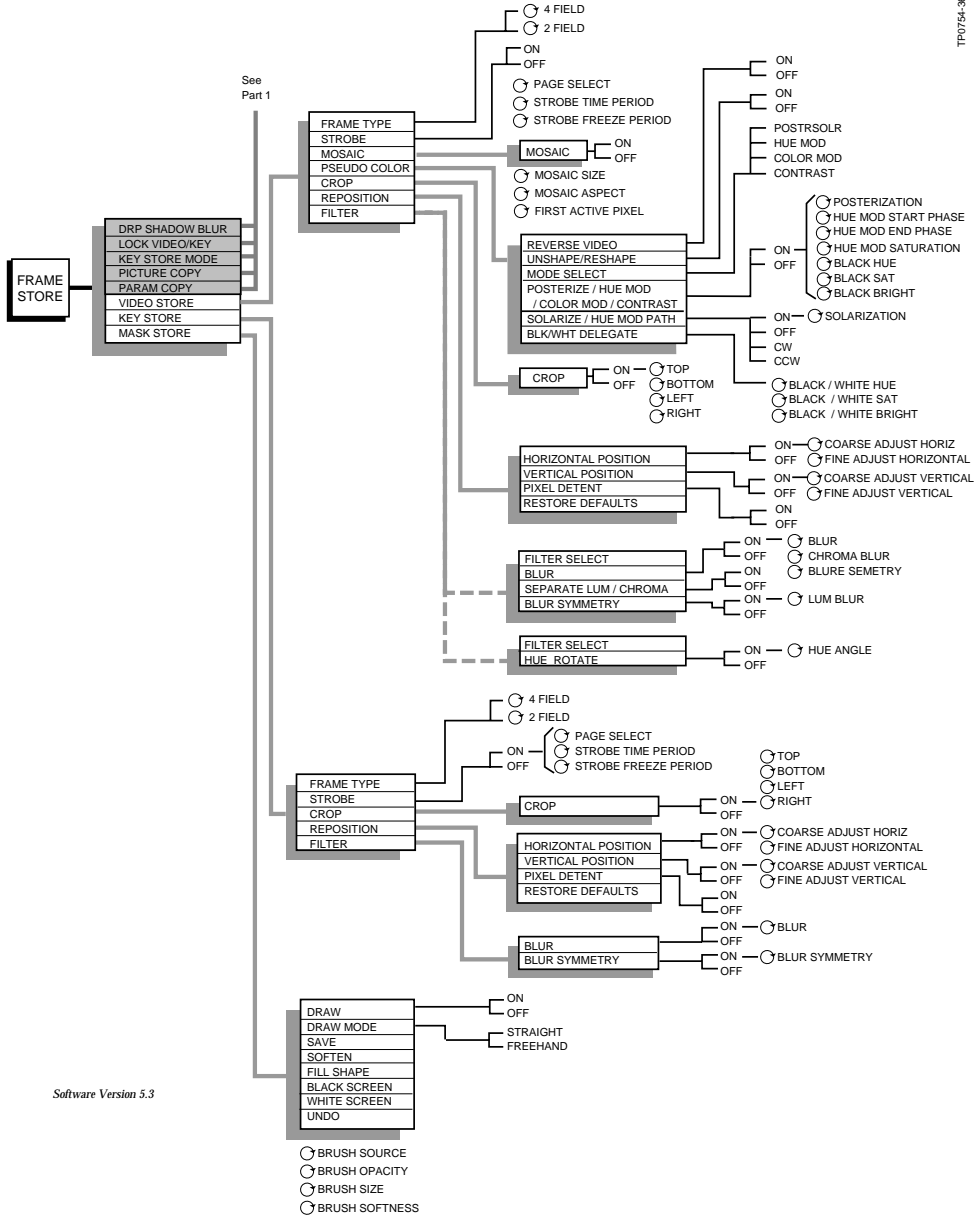 TP0754-3
4 FIELD
2 FIELD
ON
OFF
PAGE SELECT
STROBE TIME PERIOD
STROBE FREEZE PERIOD
See
Part 1
FRAME TYPE
STROBE
MOSAIC
PSEUDO COLOR
CROP
REPOSITION
FILTER
MOSAIC
ON
OFF
MOSAIC SIZE
MOSAIC ASPECT
FIRST ACTIVE PIXEL
ON
OFF
ON
OFF
POSTRSOLR
HUE MOD
COLOR MOD
CONTRAST
DRP SHADOW BLUR
LOCK VIDEO/KEY
KEY STORE MODE
PICTURE COPY
PARAM COPY
VIDEO STORE
KEY STORE
MASK STORE
FRAME
STORE
REVERSE VIDEO
UNSHAPE/RESHAPE
MODE SELECT
POSTERIZE / HUE MOD
/ COLOR MOD / CONTRAST
SOLARIZE / HUE MOD PATH
BLK/WHT DELEGATE
ON
OFF
POSTERIZATION
HUE MOD START PHASE
HUE MOD END PHASE
HUE MOD SATURATION
BLACK HUE
BLACK SAT
BLACK BRIGHT
ON
SOLARIZATION
OFF
CW
CCW
CROP
ON
OFF
TOP
BOTTOM
LEFT
RIGHT
BLACK / WHITE HUE
BLACK / WHITE SAT
BLACK / WHITE BRIGHT
HORIZONTAL POSITION
VERTICAL POSITION
PIXEL DETENT
RESTORE DEFAULTS
ON
COARSE ADJUST HORIZ
OFF
FINE ADJUST HORIZONTAL
ON
COARSE ADJUST VERTICAL
OFF
FINE ADJUST VERTICAL
ON
OFF
FILTER SELECT
BLUR
SEPARATE LUM / CHROMA
BLUR SYMMETRY
ON
BLUR
OFF
CHROMA BLUR
ON
BLURE SEMETRY
OFF
ON
LUM BLUR
OFF
FILTER SELECT
HUE ROTATE
ON
HUE ANGLE
OFF
4 FIELD
2 FIELD
ON
OFF
PAGE SELECT
STROBE TIME PERIOD
STROBE FREEZE PERIOD
FRAME TYPE
STROBE
CROP
REPOSITION
FILTER
CROP
ON
OFF
TOP
BOTTOM
LEFT
RIGHT
HORIZONTAL POSITION
VERTICAL POSITION
PIXEL DETENT
RESTORE DEFAULTS
ON
COARSE ADJUST HORIZ
OFF
FINE ADJUST HORIZONTAL
ON
COARSE ADJUST VERTICAL
OFF
FINE ADJUST VERTICAL
ON
OFF
BLUR
BLUR SYMMETRY
ON
BLUR
OFF
ON
BLUR SYMMETRY
OFF
DRAW
DRAW MODE
SAVE
SOFTEN
FILL SHAPE
BLACK SCREEN
WHITE SCREEN
UNDO
ON
OFF
STRAIGHT
FREEHAND
Software Version 5.3
BRUSH SOURCE
BRUSH OPACITY
BRUSH SIZE
BRUSH SOFTNESS